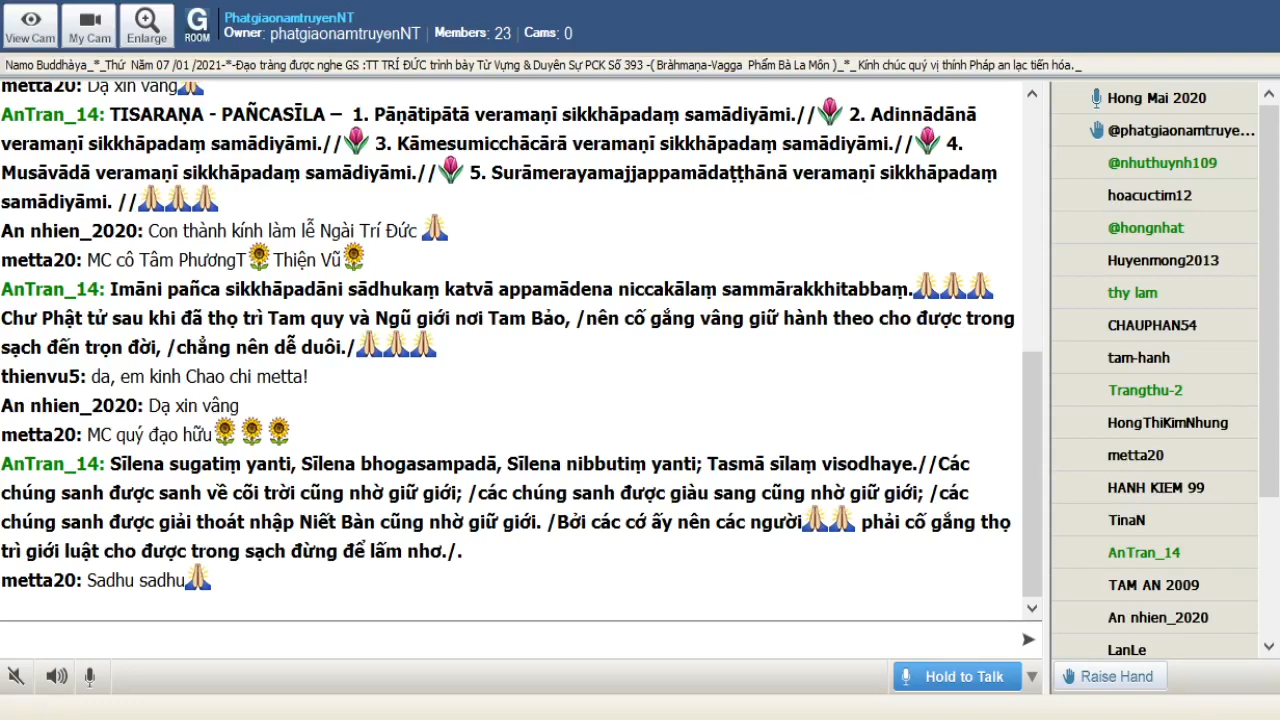 View Cam
My Cam
Enlarge
G
ROOM
PhatgiaonamtruyenNT
Owner: phatgiaonamtruyenNT | Members: 23 | Cams: 0
Namo Buddhàya_*_Thứ Năm 07 /01 /2021-*-Đạo tràng được nghe GS :TT TRÍ ĐỨC trình bày Từ Vựng & Duyên Sự PCK Số 393 -( Bràhmaṇa-Vagga Phẩm Bà La Môn )_*_ Kính chúc quý vị thính Pháp an lạc tiến hóa._
metta20: Dạ xin vâng🙏
AnTran_14: TISARAṆA - PAÑCASĪLA – 1. Pāṇātipātā veramaṇī sikkhāpadaṃ samādiyāmi.//🌷 2. Adinnādānā
veramaṇī sikkhāpadaṃ samādiyāmi.//🌷 3. Kāmesumicchācārā veramaṇī sikkhāpadaṃ samādiyāmi.//🌷 4.
Musāvādā veramaṇī sikkhāpadaṃ samādiyāmi.//🌷 5. Surāmerayamajjappamādaṭṭhānā veramaṇī sikkhāpadaṃ
samādiyāmi. //🙏🙏🙏
An nhien_2020: Con thành kính làm lễ Ngài Trí Đức 🙏
metta20: MC cô Tâm PhươngT🌻Thiện Vũ🌻
AnTran_14: Imāni pañca sikkhāpadāni sādhukaṃ katvā appamādena niccakālaṃ sammārakkhitabbaṃ.🙏🙏🙏
Chư Phật tử sau khi đã thọ trì Tam quy và Ngũ giới nơi Tam Bảo, /nên cố gắng vâng giữ hành theo cho được trong
sạch đến trọn đời, /chẳng nên dễ duôi./🙏🙏🙏
thienvu5: da, em kinh Chao chi metta!
An nhien_2020: Dạ xin vâng
metta20: MC quý đạo hữu🌻🌻🌻
AnTran_14: Sīlena sugatiṃ yanti, Sīlena bhogasampadā, Sīlena nibbutiṃ yanti; Tasmā sīlaṃ visodhaye.//Các
chúng sanh được sanh về cõi trời cũng nhờ giữ giới; /các chúng sanh được giàu sang cũng nhờ giữ giới; /các
chúng sanh được giải thoát nhập Niết Bàn cũng nhờ giữ giới. /Bởi các cớ ấy nên các người🙏🙏 phải cố gắng thọ
trì giới luật cho được trong sạch đừng để lấm nhơ./.
metta20: Sadhu sadhu🙏
Hold to Talk
Hong Mai 2020
@phatgiaonamtruye...
@nhuthuynh109
hoacuctim12
@hongnhat
Huyenmong2013
thy lam
CHAUPHAN54
tam-hanh
Trangthu-2
HongThiKimNhung
metta20
HANH KIEM 99
TinaN
AnTran_14
TAM AN 2009
An nhien_2020
LanLe
Raise Hand